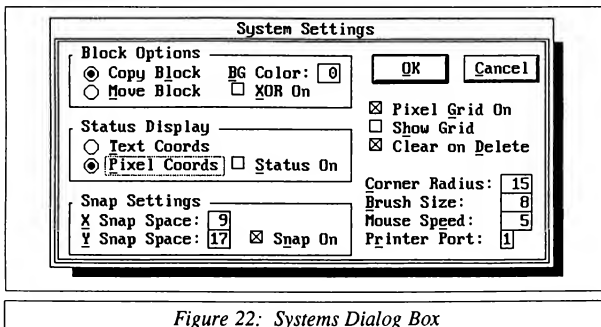 System Settings
Block Options
Copy Block BG Color: 0
Move Block XOR On
Status Display
Text Coords
Pixel Coords Status On
Snap Settings
X Snap Space: 9
Y Snap Space: 17 Snap On
OK Cancel
Pixel Grid On
Show Grid
Clear on Delete
Corner Radius: 15
Brush Size: 8
Mouse Speed: 5
Printer Port: 1
Figure 22: Systems Dialog Box